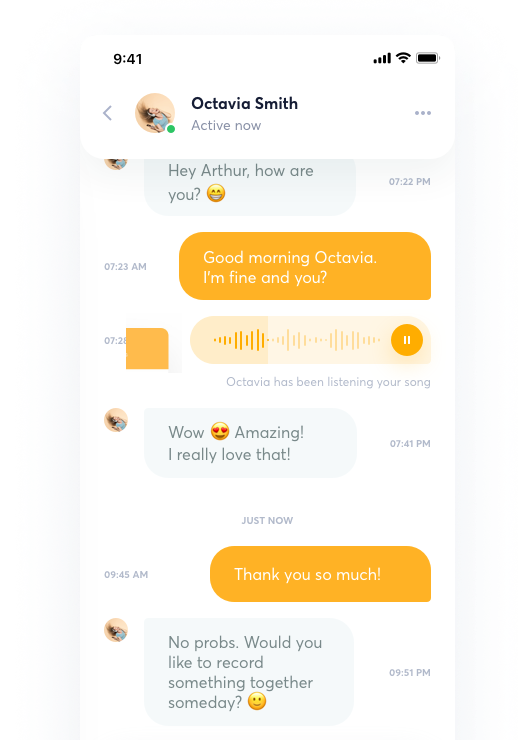 9:41
Octavia Smith
Active now
Hey Arthur, how are
you? 😁
07:22 PM
07:23 AM
Good morning Octavia.
I'm fine and you?
Octavia has been listening your song
Wow 😍 Amazing!
I really love that!
07:41 PM
JUST NOW
09:45 AM
Thank you so much!
No probs. Would you
like to record
something together
someday? 🙂
09:51 PM